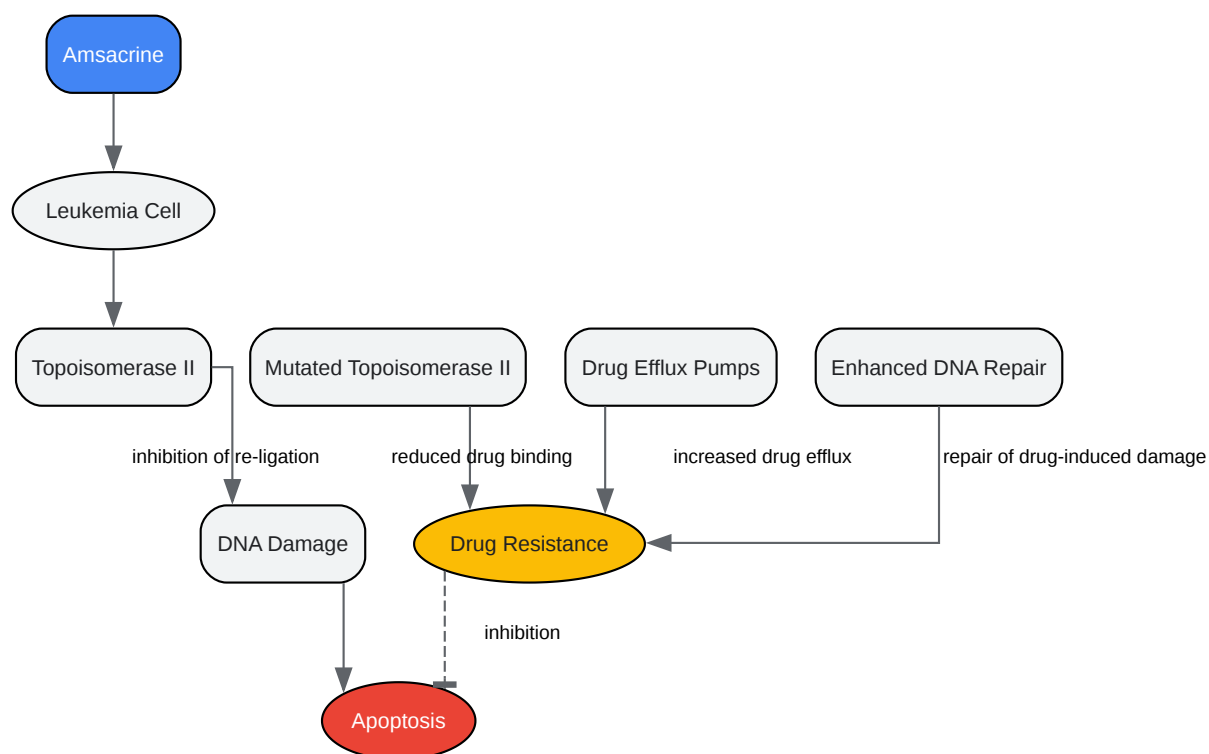 Amsacrine
Leukemia Cell
Topoisomerase II
Mutated Topoisomerase II
Drug Efflux Pumps
Enhanced DNA Repair
inhibition of re-ligation
reduced drug binding
increased drug efflux
repair of drug-induced damage
DNA Damage
Drug Resistance
inhibition
Apoptosis